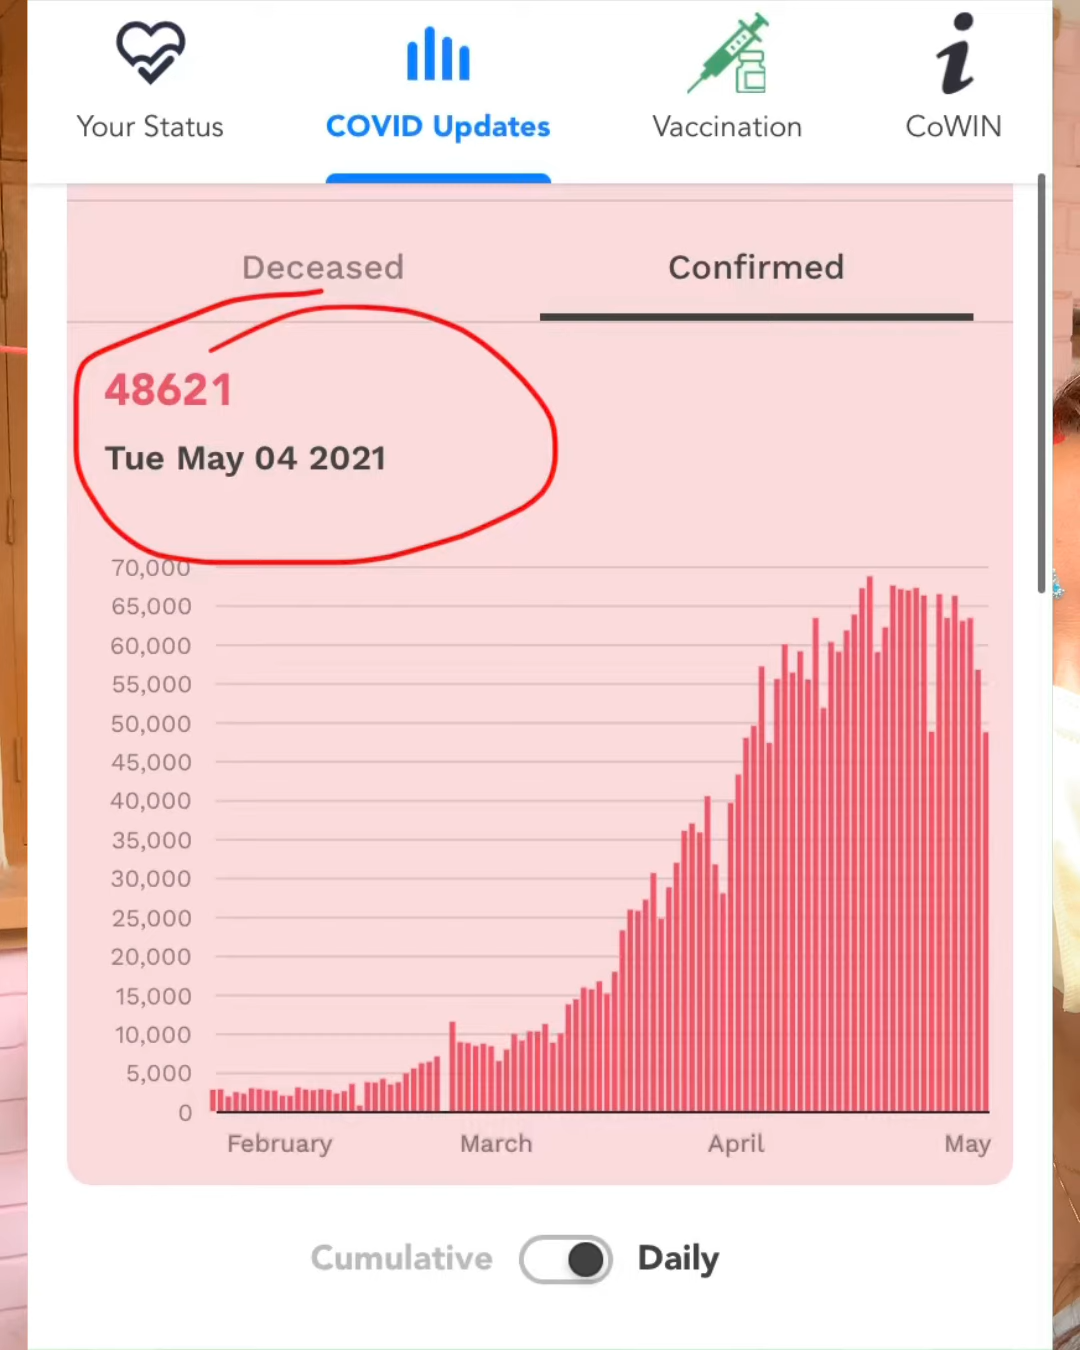 Your Status
COVID Updates
Vaccination
CoWIN
Deceased
Confirmed
48621
Tue May 04 2021
70,000
65,000
60,000
55,000
50,000
45,000
40,000
35,000
30,000
25,000
20,000
15,000
10,000
5,000
0
February March April May
Cumulative Daily